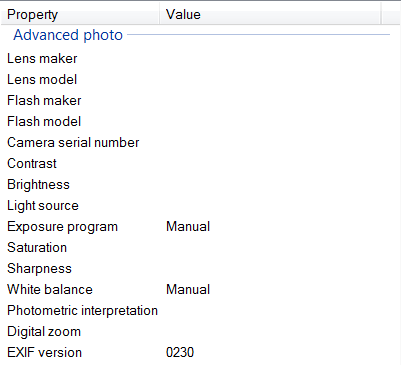 Property Value
Advanced photo
Lens maker
Lens model
Flash maker
Flash model
Camera serial number
Contrast
Brightness
Light source
Exposure program Manual
Saturation
Sharpness
White balance Manual
Photometric interpretation
Digital zoom
EXIF version 0230